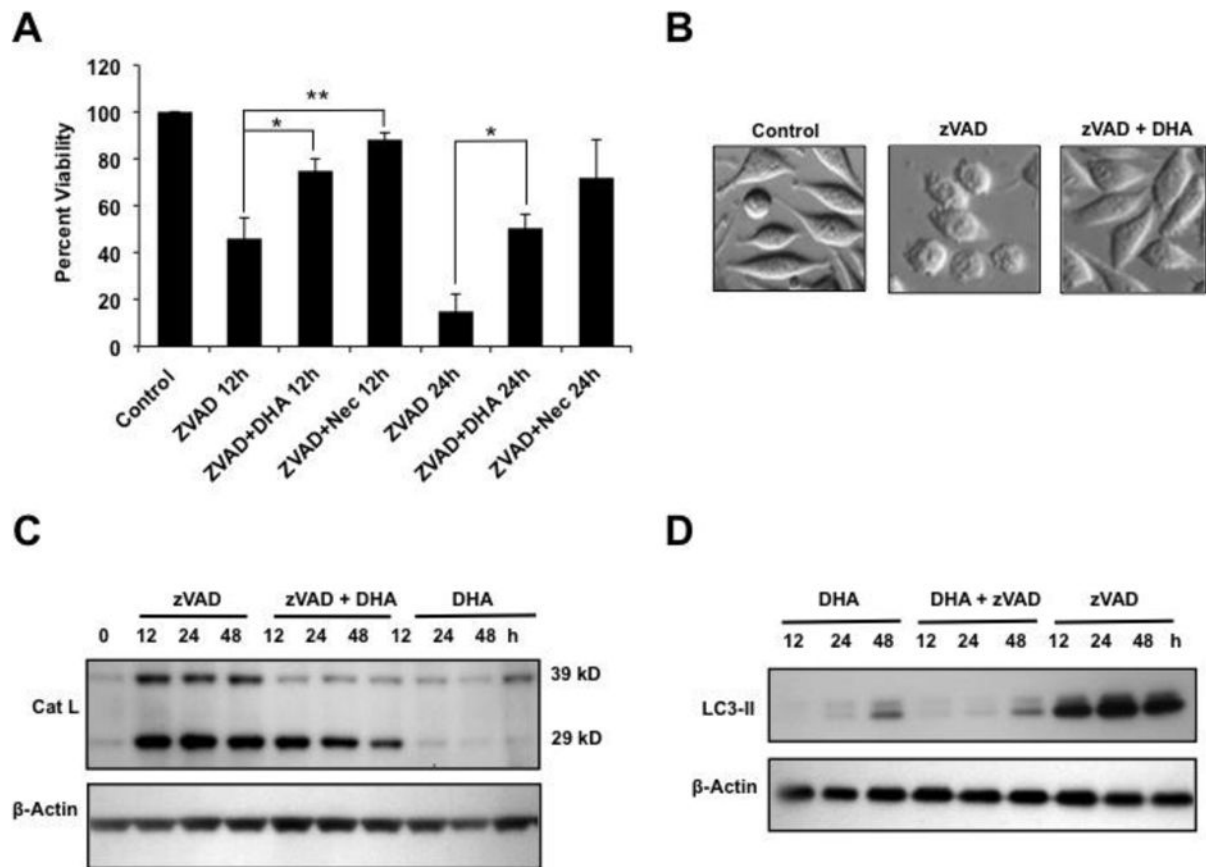 A
120
100
80
60
40
20
0
Percent Viability
**
*
*
Control
ZVAD 12h
ZVAD+DHA 12h
ZVAD+Nec 12h
ZVAD 24h
ZVAD+DHA 24h
ZVAD+Nec 24h
B
Control zVAD zVAD + DHA
C
zVAD zVAD + DHA DHA
0 12 24 48 12 24 48 12 24 48 h
Cat L
39 kD
29 kD
β-Actin
D
DHA DHA + zVAD zVAD
12 24 48 12 24 48 12 24 48 h
LC3-II
β-Actin